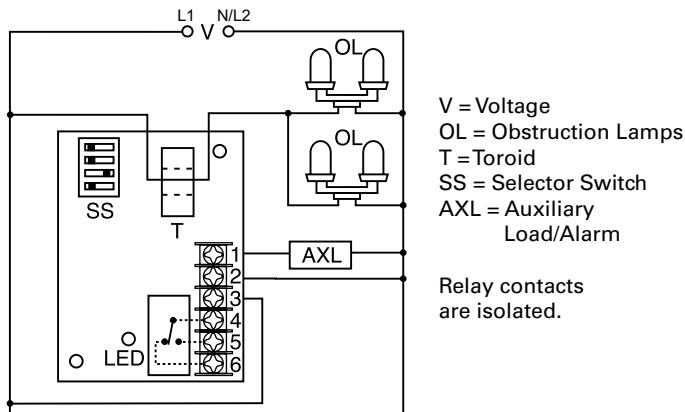 L1 V N/L2
OL
OL
SS
T
1
AXL
2
3
4
5
6
LED
V = Voltage
OL = Obstruction Lamps
T = Toroid
SS = Selector Switch
AXL = Auxiliary
Load/Alarm
Relay contacts
are isolated.